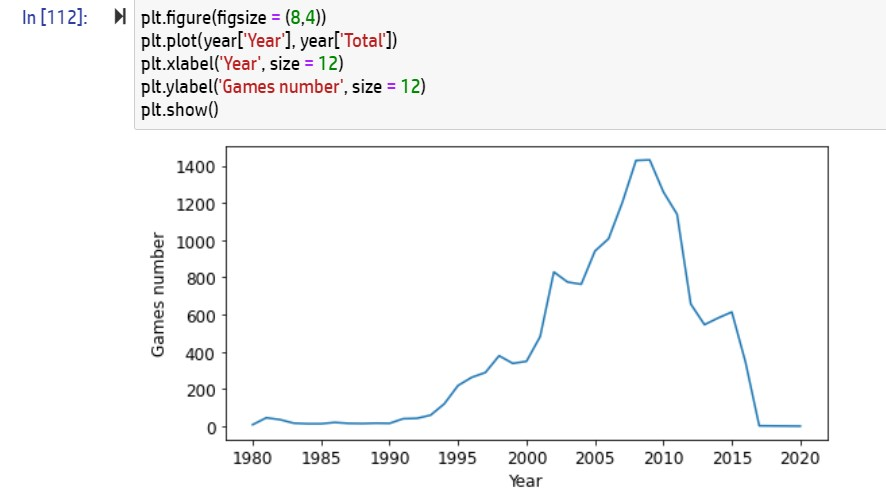 In [112]:
plt.figure(figsize = (8,4))
plt.plot(year['Year'], year['Total'])
plt.xlabel('Year', size = 12)
plt.ylabel('Games number', size = 12)
plt.show()
1400
1200
1000
800
600
400
200
0
Games number
1980 1985 1990 1995 2000 2005 2010 2015 2020
Year